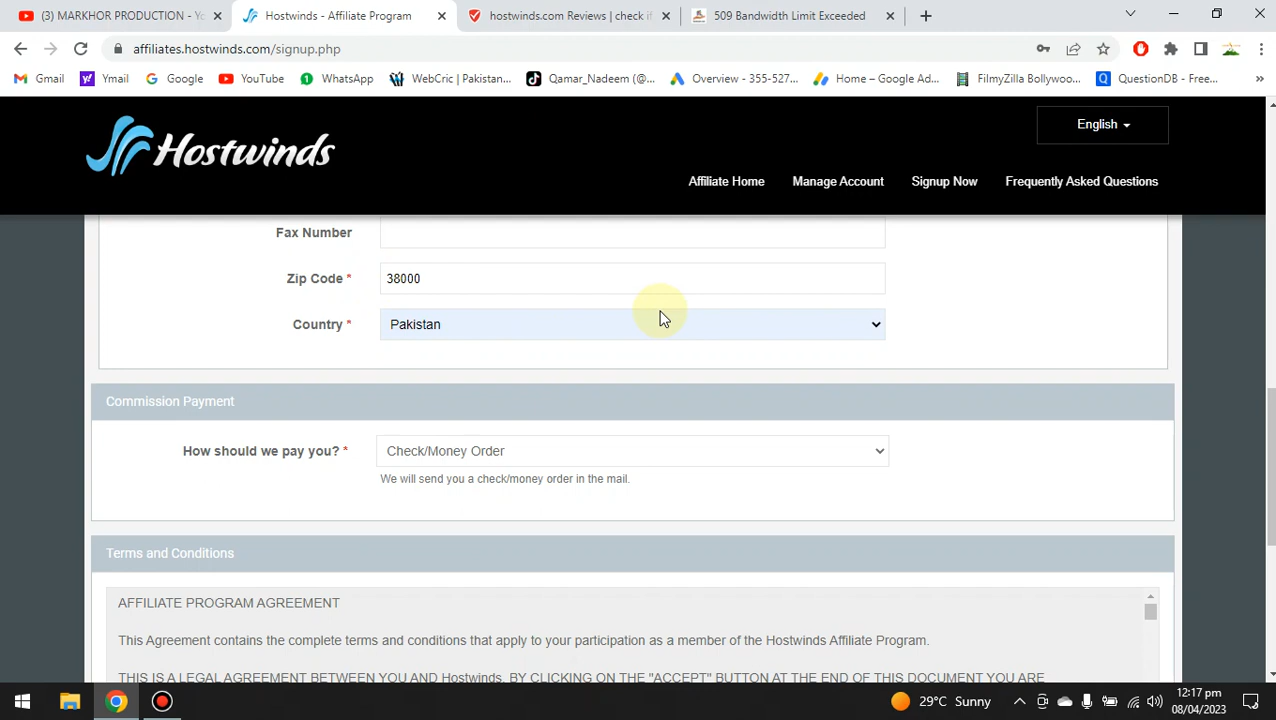 (3) MARKHOR PRODUCTION - Yo
Hostwinds - Affiliate Program
hostwinds.com Reviews | check if
509 Bandwidth Limit Exceeded
affiliates.hostwinds.com/signup.php
Gmail
Ymail
Google
YouTube
WhatsApp
WebCric | Pakistan...
Qamar_Nadeem (@...
Overview - 355-527...
Home – Google Ad...
FilmyZilla Bollywoo...
QuestionDB - Free...
»
Hostwinds
English
Affiliate Home
Manage Account
Signup Now
Frequently Asked Questions
Fax Number
Zip Code * 38000
Country * Pakistan
Commission Payment
How should we pay you? * Check/Money Order
We will send you a check/money order in the mail.
Terms and Conditions
AFFILIATE PROGRAM AGREEMENT
This Agreement contains the complete terms and conditions that apply to your participation as a member of the Hostwinds Affiliate Program.
THIS IS A LEGAL AGREEMENT BETWEEN YOU AND Hostwinds. BY CLICKING ON THE "ACCEPT" BUTTON AT THE END OF THIS DOCUMENT YOU ARE
29°C Sunny
12:17 pm
08/04/2023